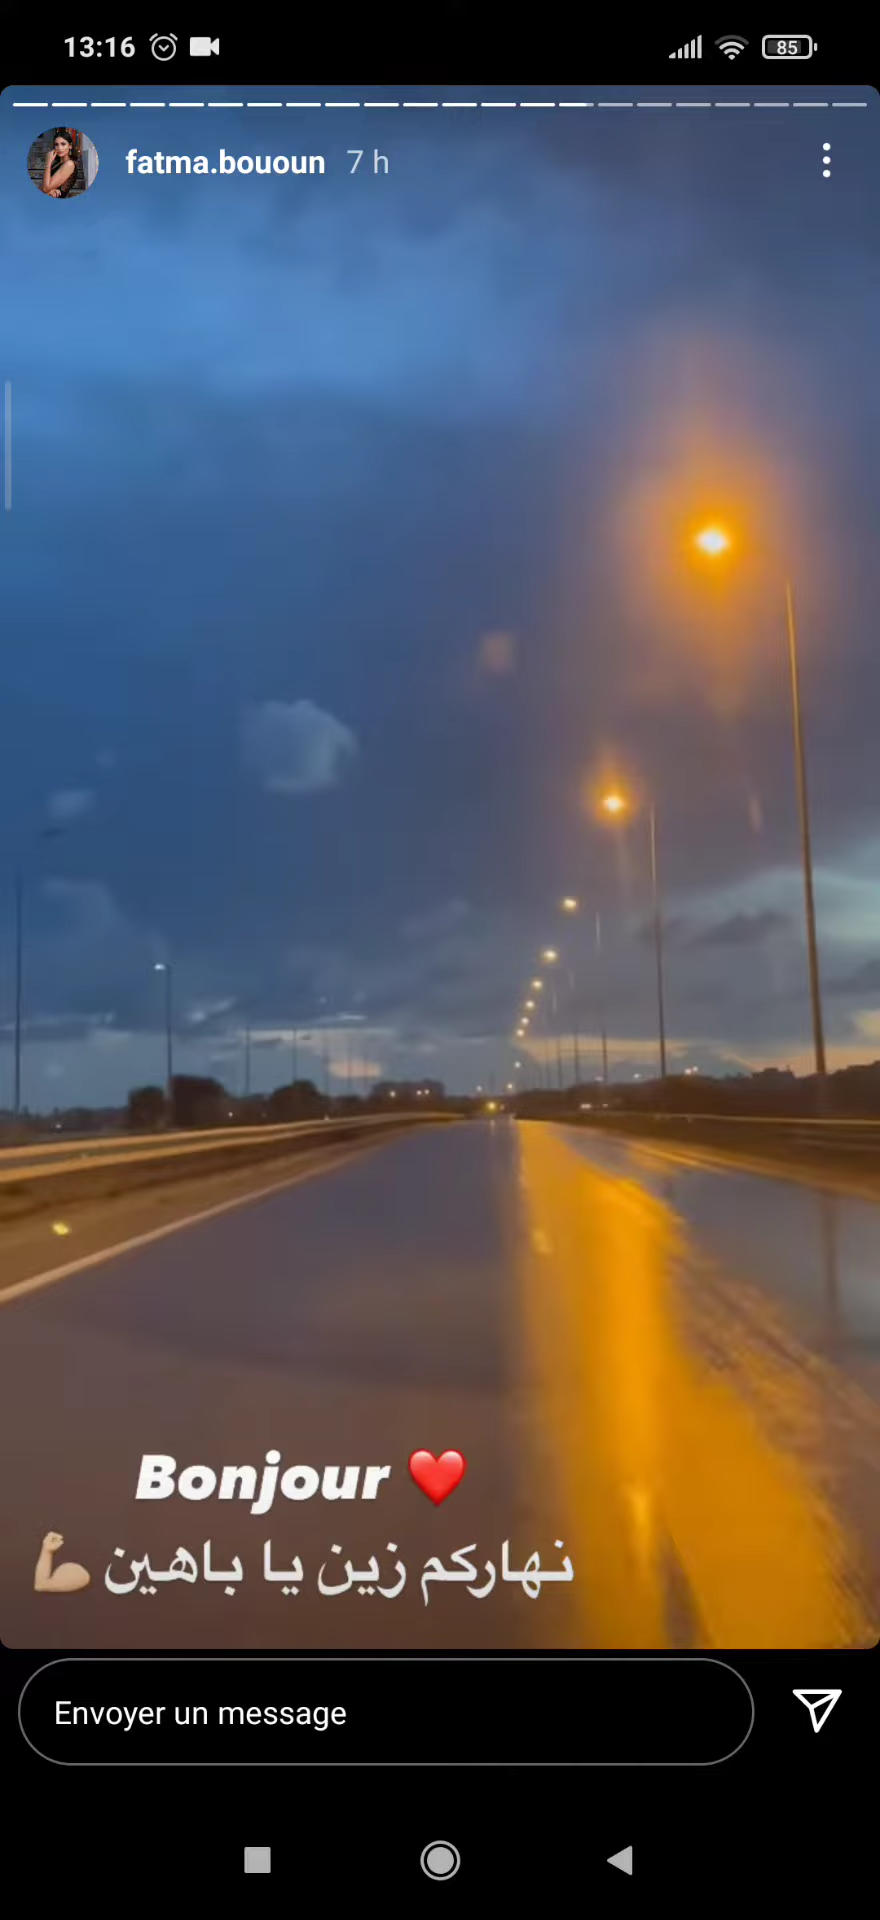 13:16
85
fatma.bououn 7 h
Bonjour ❤️
نهاركم زين يا باهين 💪🏼
Envoyer un message